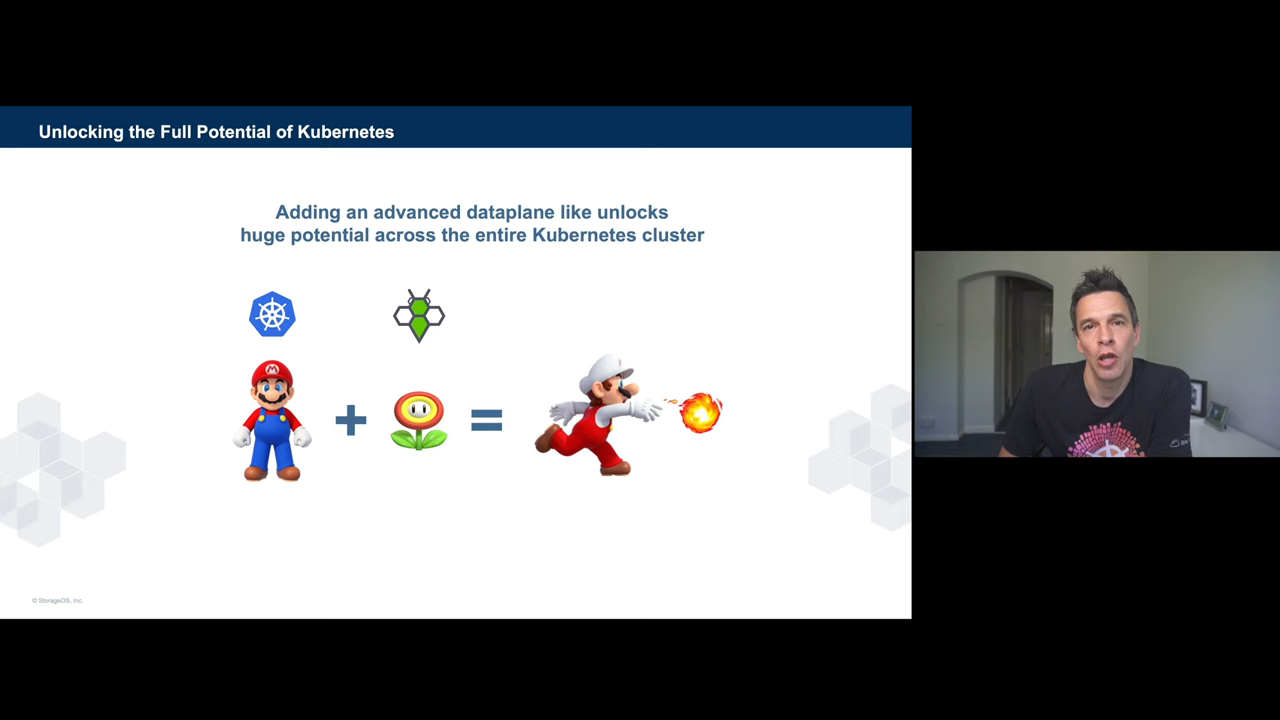 Unlocking the Full Potential of Kubernetes
Adding an advanced dataplane like unlocks
huge potential across the entire Kubernetes cluster
M
+
=
© StorageOS, Inc.